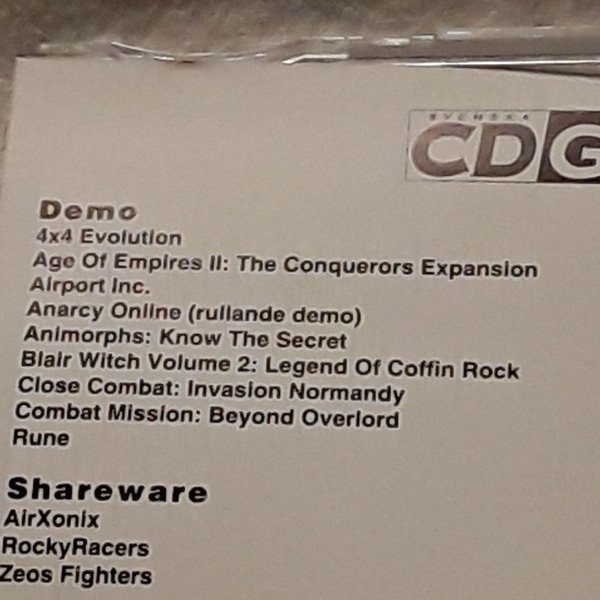 SVENSKA
CDG
Demo
4x4 Evolution
Age Of Empires II: The Conquerors Expansion
Airport Inc.
Anarcy Online (rullande demo)
Animorphs: Know The Secret
Blair Witch Volume 2: Legend Of Coffin Rock
Close Combat: Invasion Normandy
Combat Mission: Beyond Overlord
Rune
Shareware
AirXonix
RockyRacers
Zeos Fighters